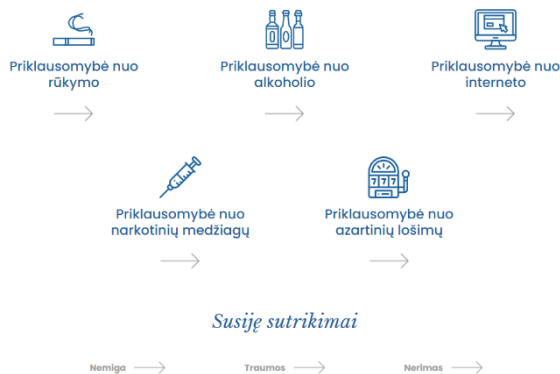 Priklausomybė nuo
rūkymo
Priklausomybė nuo
alkoholio
Priklausomybė nuo
interneto
777
Priklausomybė nuo
narkotinių medžiagų
Priklausomybė nuo
azartinių lošimų
Susiję sutrikimai
Nemiga
Traumos
Nerimas